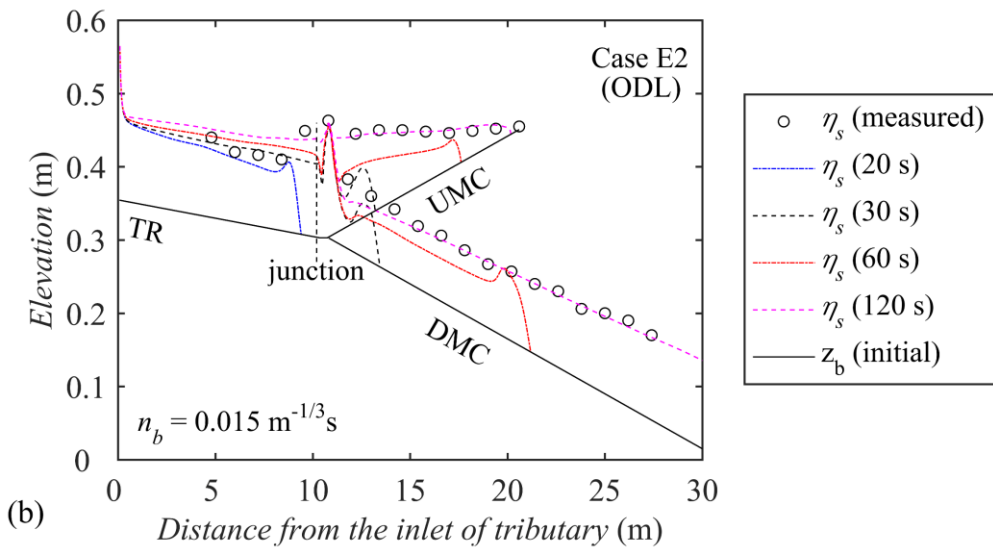 0.6
0.5
0.4
0.3
0.2
0.1
0
Elevation (m)
Case E2
(ODL)
UMC
TR
junction
DMC
n_b = 0.015 m^{-1/3}s
0 5 10 15 20 25 30
(b)
Distance from the inlet of tributary (m)
η_s (measured)
η_s (20 s)
η_s (30 s)
η_s (60 s)
η_s (120 s)
z_b (initial)